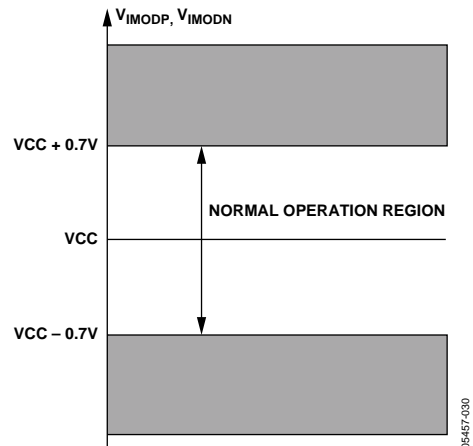 VIMODP, VIMODN
VCC + 0.7V
NORMAL OPERATION REGION
VCC
VCC – 0.7V
05457-030